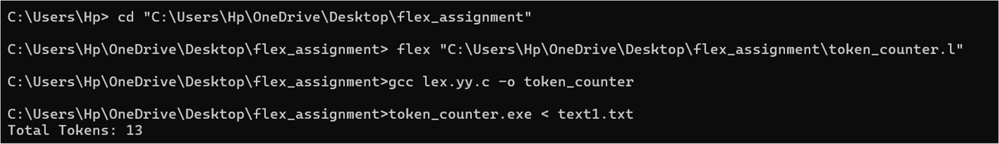 C:\Users\Hp> cd "C:\Users\Hp\OneDrive\Desktop\flex_assignment"
C:\Users\Hp\OneDrive\Desktop\flex_assignment> flex "C:\Users\Hp\OneDrive\Desktop\flex_assignment\token_counter.l"
C:\Users\Hp\OneDrive\Desktop\flex_assignment>gcc lex.yy.c -o token_counter
C:\Users\Hp\OneDrive\Desktop\flex_assignment>token_counter.exe < text1.txt
Total Tokens: 13